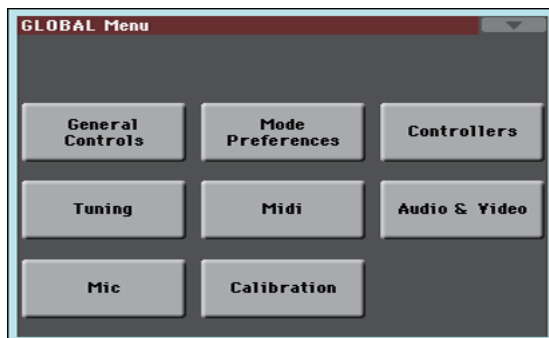 GLOBAL Menu
General
Controls
Mode
Preferences
Controllers
Tuning
Midi
Audio & Video
Mic
Calibration